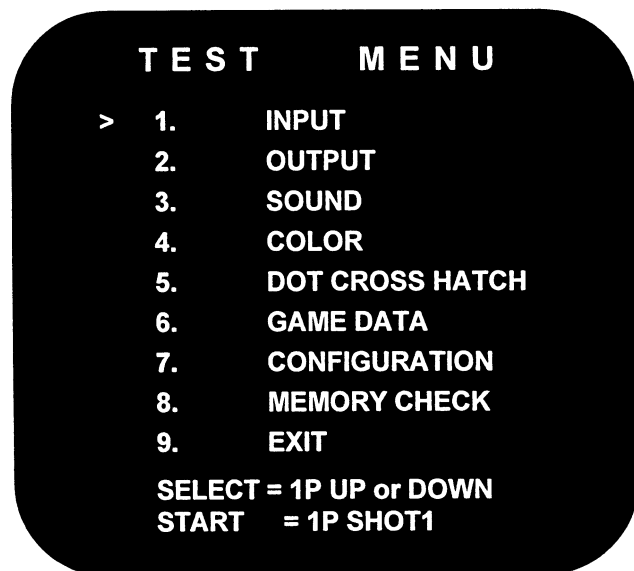 TEST MENU
> 1. INPUT
2. OUTPUT
3. SOUND
4. COLOR
5. DOT CROSS HATCH
6. GAME DATA
7. CONFIGURATION
8. MEMORY CHECK
9. EXIT
SELECT = 1P UP or DOWN
START = 1P SHOT1